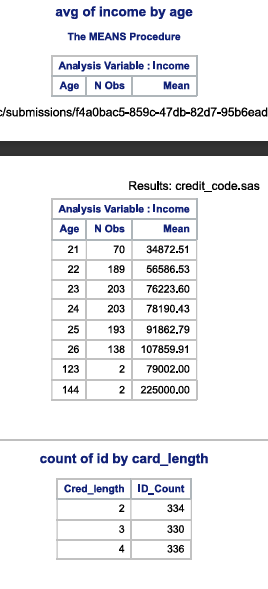 avg of income by age
The MEANS Procedure
Analysis Variable : Income
Age N Obs Mean
c/submissions/f4a0bac5-859c-47db-82d7-95b6ead
Results: credit_code.sas
Analysis Variable : Income
Age N Obs Mean
21 70 34872.51
22 189 56586.53
23 203 76223.60
24 203 78190.43
25 193 91862.79
26 138 107859.91
123 2 79002.00
144 2 225000.00
count of id by card_length
Cred_length ID_Count
2 334
3 330
4 336